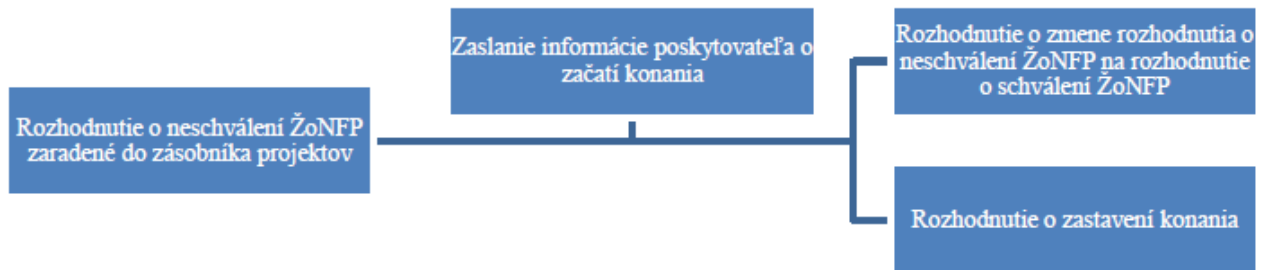 Rozhodnutie o neschválení ŽoNFP
zaradené do zásobníka projektov
Zaslanie informácie poskytovateľa o
začatí konania
Rozhodnutie o zmene rozhodnutia o
neschválení ŽoNFP na rozhodnutie
o schválení ŽoNFP
Rozhodnutie o zastavení konania